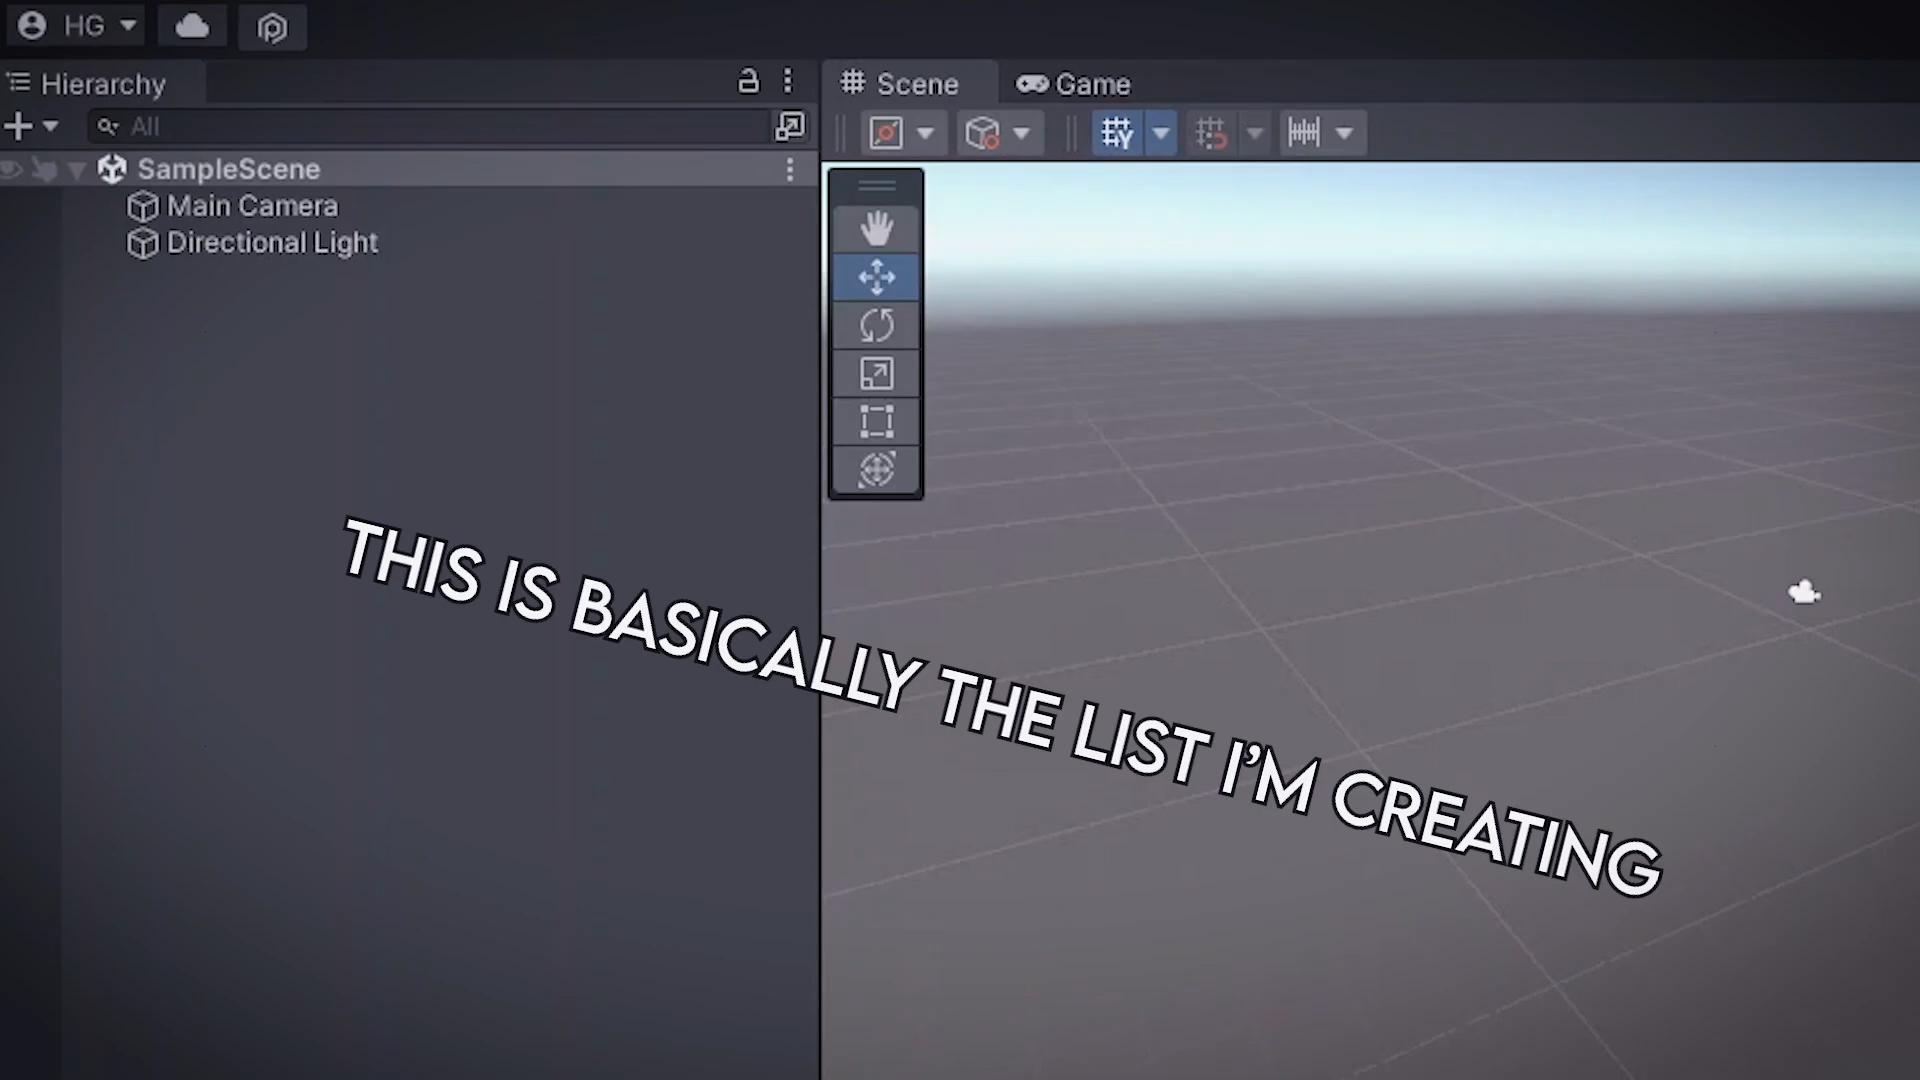 HG
Hierarchy
Scene
Game
All
SampleScene
Main Camera
Directional Light
THIS IS BASICALLY THE LIST I'M CREATING